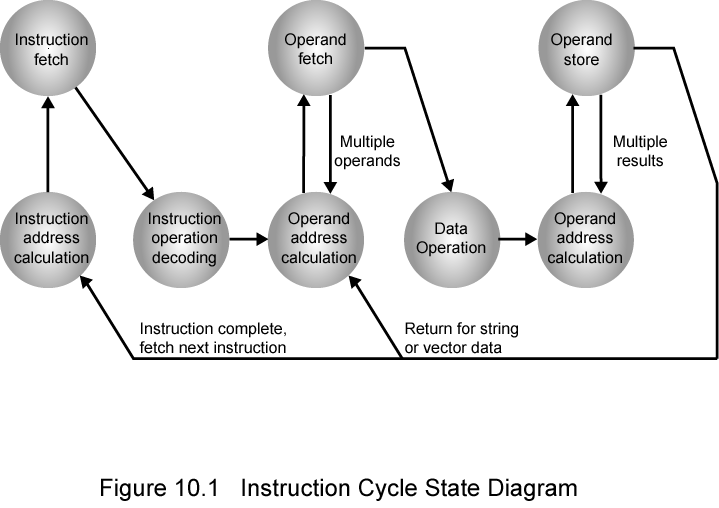 Instruction
fetch
Operand
fetch
Operand
store
Multiple
operands
Multiple
results
Instruction
address
calculation
Instruction
operation
decoding
Operand
address
calculation
Data
Operation
Operand
address
calculation
Instruction complete,
fetch next instruction
Return for string
or vector data
Figure 10.1 Instruction Cycle State Diagram